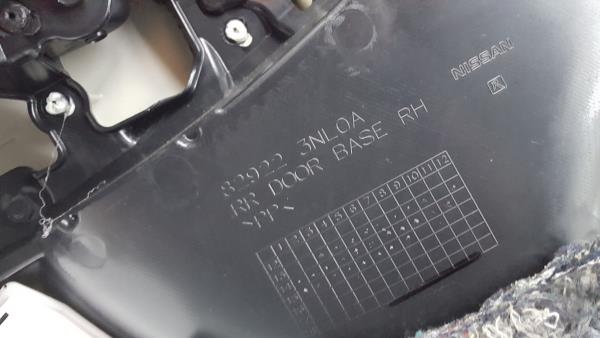 NISSAN
82922 3NL0A
RR DOOR BASE RH
>PP<
1 2 3 4 5 6 7 8 9 10 11 12